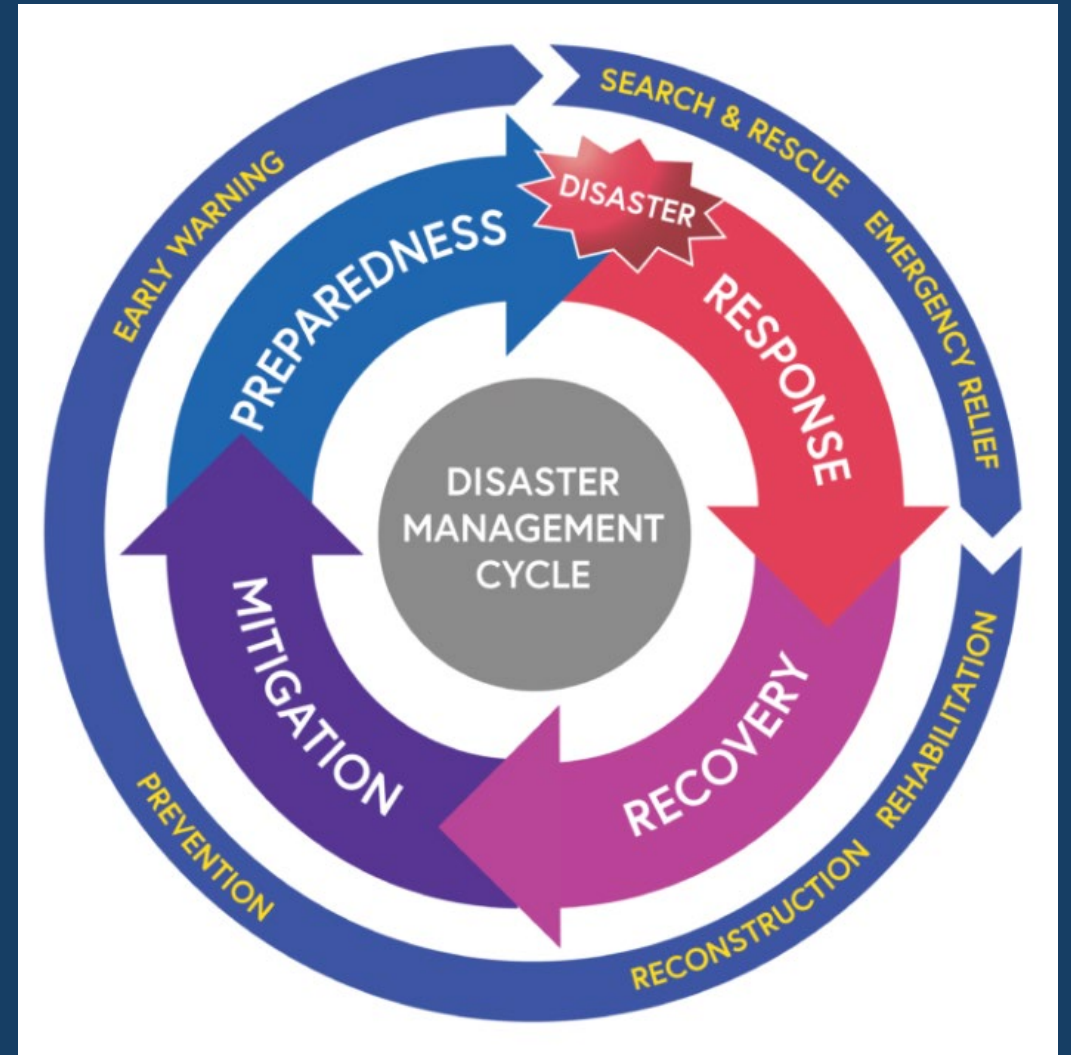 SEARCH & RESCUE
EMERGENCY RELIEF
EARLY WARNING
DISASTER
PREPAREDNESS
RESPONSE
DISASTER
MANAGEMENT
CYCLE
MITIGATION
RECOVERY
REHABILITATION
PREVENTION
RECONSTRUCTION